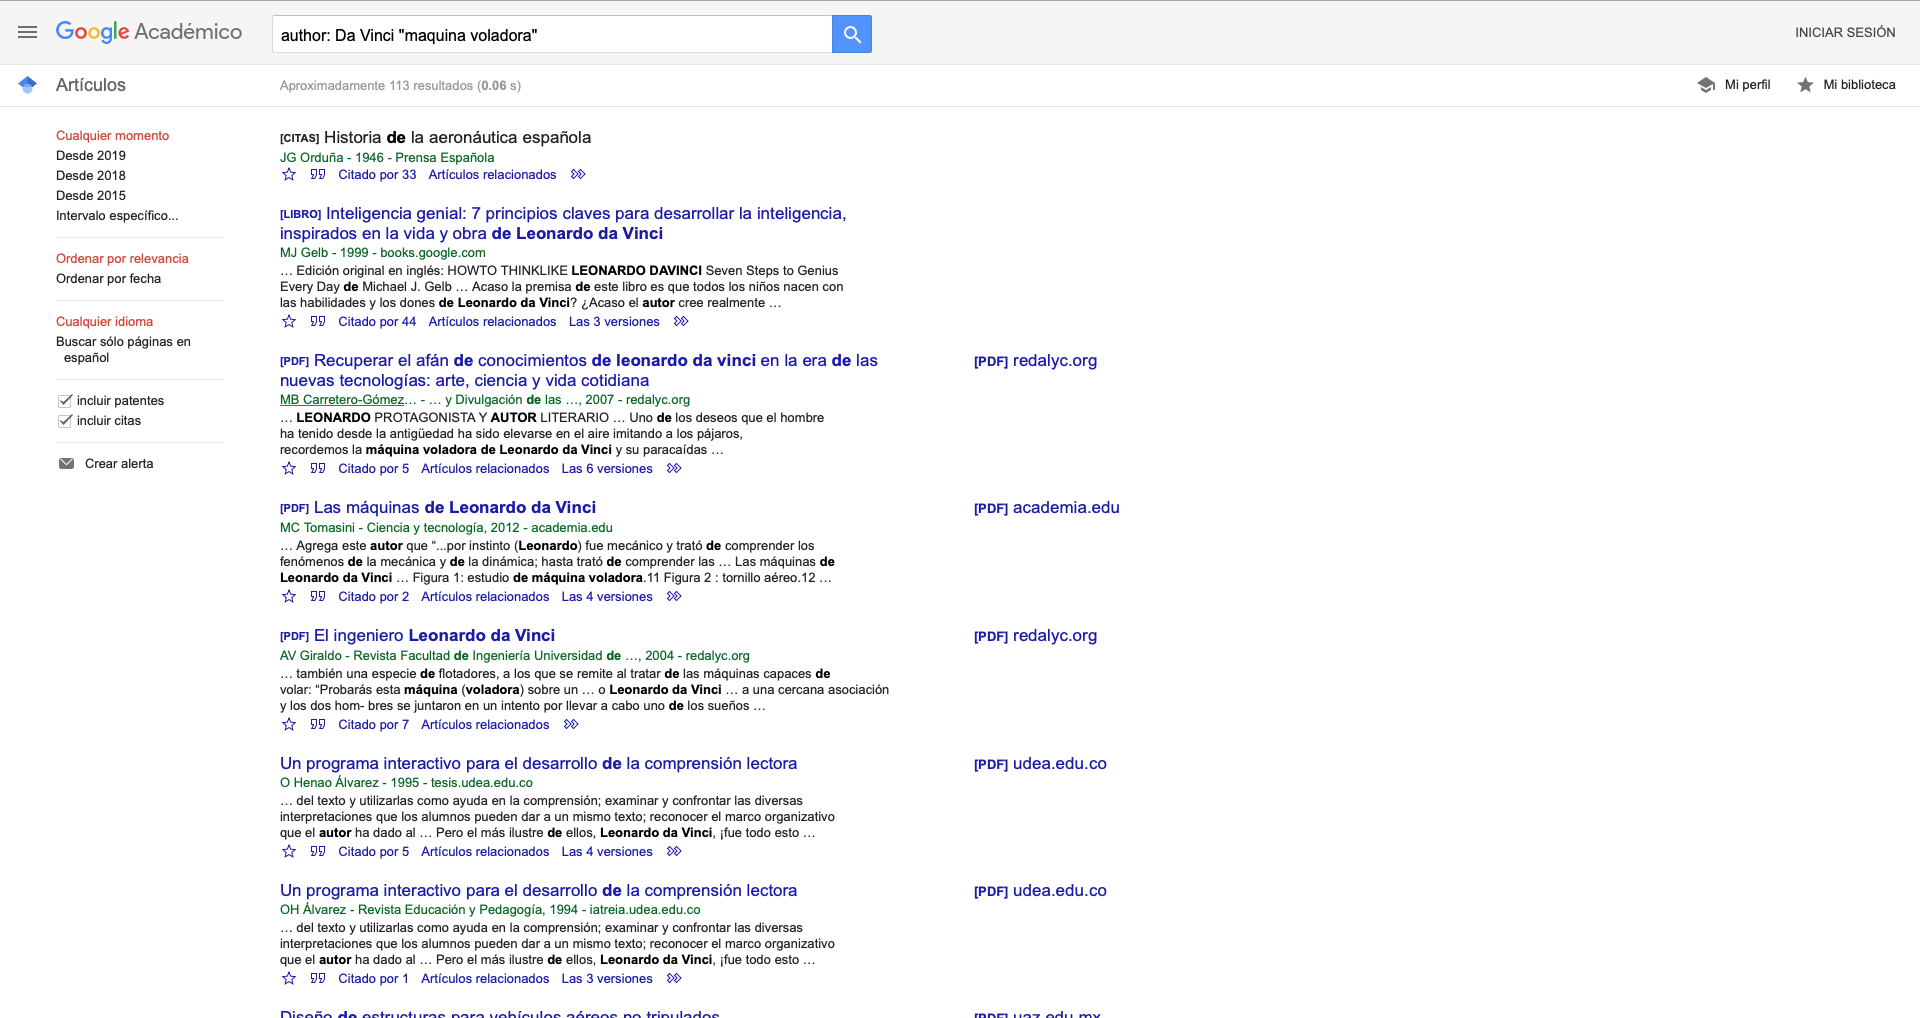 Google Académico
author: Da Vinci "maquina voladora"
INICIAR SESIÓN
Artículos
Aproximadamente 113 resultados (0.06 s)
Mi perfil
Mi biblioteca
Cualquier momento
Desde 2019
Desde 2018
Desde 2015
Intervalo específico...
Ordenar por relevancia
Ordenar por fecha
Cualquier idioma
Buscar sólo páginas en
español
incluir patentes
incluir citas
Crear alerta
[CITAS] Historia de la aeronáutica española
JG Orduña - 1946 - Prensa Española
Citado por 33 Artículos relacionados
[LIBRO] Inteligencia genial: 7 principios claves para desarrollar la inteligencia,
inspirados en la vida y obra de Leonardo da Vinci
MJ Gelb - 1999 - books.google.com
… Edición original en inglés: HOWTO THINKLIKE LEONARDO DAVINCI Seven Steps to Genius
Every Day de Michael J. Gelb … Acaso la premisa de este libro es que todos los niños nacen con
las habilidades y los dones de Leonardo da Vinci? ¿Acaso el autor cree realmente …
Citado por 44 Artículos relacionados Las 3 versiones
[PDF] Recuperar el afán de conocimientos de leonardo da vinci en la era de las
nuevas tecnologías: arte, ciencia y vida cotidiana
MB Carretero-Gómez… - … y Divulgación de las …, 2007 - redalyc.org
… LEONARDO PROTAGONISTA Y AUTOR LITERARIO … Uno de los deseos que el hombre
ha tenido desde la antigüedad ha sido elevarse en el aire imitando a los pájaros,
recordemos la máquina voladora de Leonardo da Vinci y su paracaídas …
Citado por 5 Artículos relacionados Las 6 versiones
[PDF] redalyc.org
[PDF] Las máquinas de Leonardo da Vinci
MC Tomasini - Ciencia y tecnología, 2012 - academia.edu
… Agrega este autor que “...por instinto (Leonardo) fue mecánico y trató de comprender los
fenómenos de la mecánica y de la dinámica; hasta trató de comprender las … Las máquinas de
Leonardo da Vinci … Figura 1: estudio de máquina voladora.11 Figura 2 : tornillo aéreo.12 …
Citado por 2 Artículos relacionados Las 4 versiones
[PDF] academia.edu
[PDF] El ingeniero Leonardo da Vinci
AV Giraldo - Revista Facultad de Ingeniería Universidad de …, 2004 - redalyc.org
… también una especie de flotadores, a los que se remite al tratar de las máquinas capaces de
volar: “Probarás esta máquina (voladora) sobre un … o Leonardo da Vinci … a una cercana asociación
y los dos hom- bres se juntaron en un intento por llevar a cabo uno de los sueños …
Citado por 7 Artículos relacionados
[PDF] redalyc.org
Un programa interactivo para el desarrollo de la comprensión lectora
O Henao Álvarez - 1995 - tesis.udea.edu.co
… del texto y utilizarlas como ayuda en la comprensión; examinar y confrontar las diversas
interpretaciones que los alumnos pueden dar a un mismo texto; reconocer el marco organizativo
que el autor ha dado al … Pero el más ilustre de ellos, Leonardo da Vinci, ¡fue todo esto …
Citado por 5 Artículos relacionados Las 4 versiones
[PDF] udea.edu.co
Un programa interactivo para el desarrollo de la comprensión lectora
OH Álvarez - Revista Educación y Pedagogía, 1994 - iatreia.udea.edu.co
… del texto y utilizarlas como ayuda en la comprensión; examinar y confrontar las diversas
interpretaciones que los alumnos pueden dar a un mismo texto; reconocer el marco organizativo
que el autor ha dado al … Pero el más ilustre de ellos, Leonardo da Vinci, ¡fue todo esto …
Citado por 1 Artículos relacionados Las 3 versiones
[PDF] udea.edu.co
Diseño de estructuras para vehículos aéreos no tripulados
[PDF] uaz.edu.mx